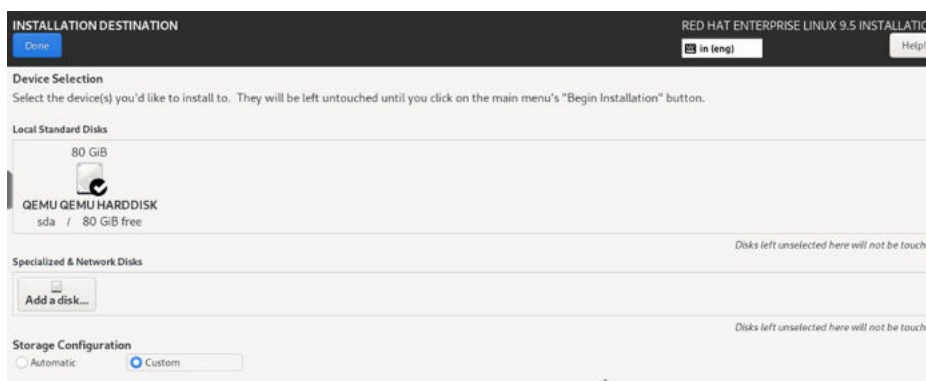 INSTALLATION DESTINATION
RED HAT ENTERPRISE LINUX 9.5 INSTALLATIO
Done
in (eng)
Help!
Device Selection
Select the device(s) you'd like to install to. They will be left untouched until you click on the main menu's "Begin Installation" button.
Local Standard Disks
80 GiB
QEMU QEMU HARDDISK
sda / 80 GiB free
Disks left unselected here will not be touch
Specialized & Network Disks
Add a disk...
Disks left unselected here will not be touch
Storage Configuration
Automatic
Custom